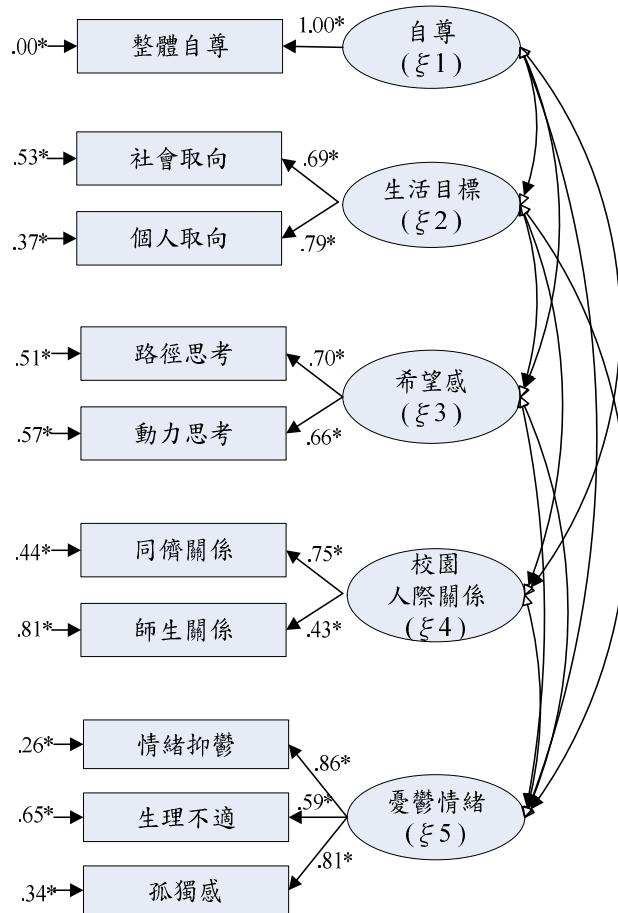 .00*
整體自尊
1.00*
自尊
(ξ1)
.53*
社會取向
.69*
生活目標
(ξ2)
.37*
個人取向
.79*
.51*
路徑思考
.70*
希望感
(ξ3)
.57*
動力思考
.66*
.44*
同儕關係
.75*
校園
人際關係
(ξ4)
.81*
師生關係
.43*
.26*
情緒抑鬱
.86*
.65*
生理不適
.59*
憂鬱情緒
(ξ5)
.34*
孤獨感
.81*